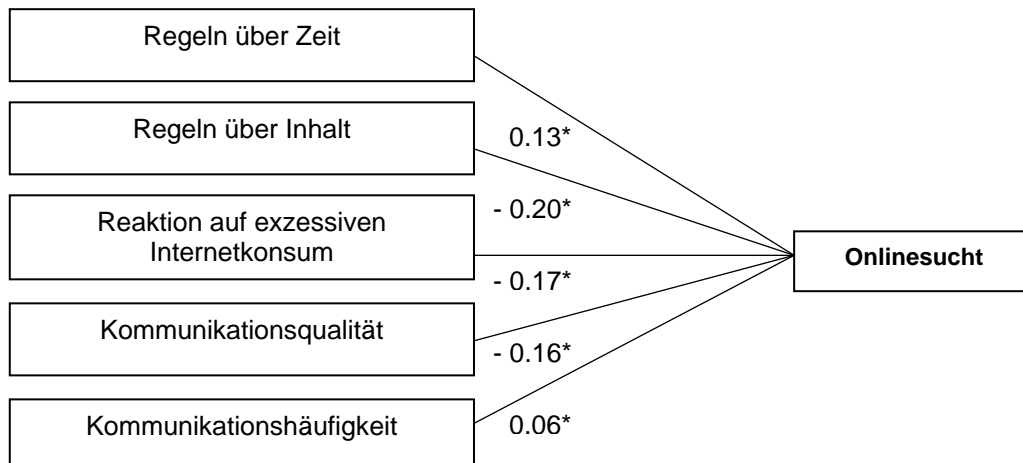 Regeln über Zeit
Regeln über Inhalt
0.13*
- 0.20*
Reaktion auf exzessiven
Internetkonsum
Onlinesucht
- 0.17*
Kommunikationsqualität
- 0.16*
Kommunikationshäufigkeit
0.06*